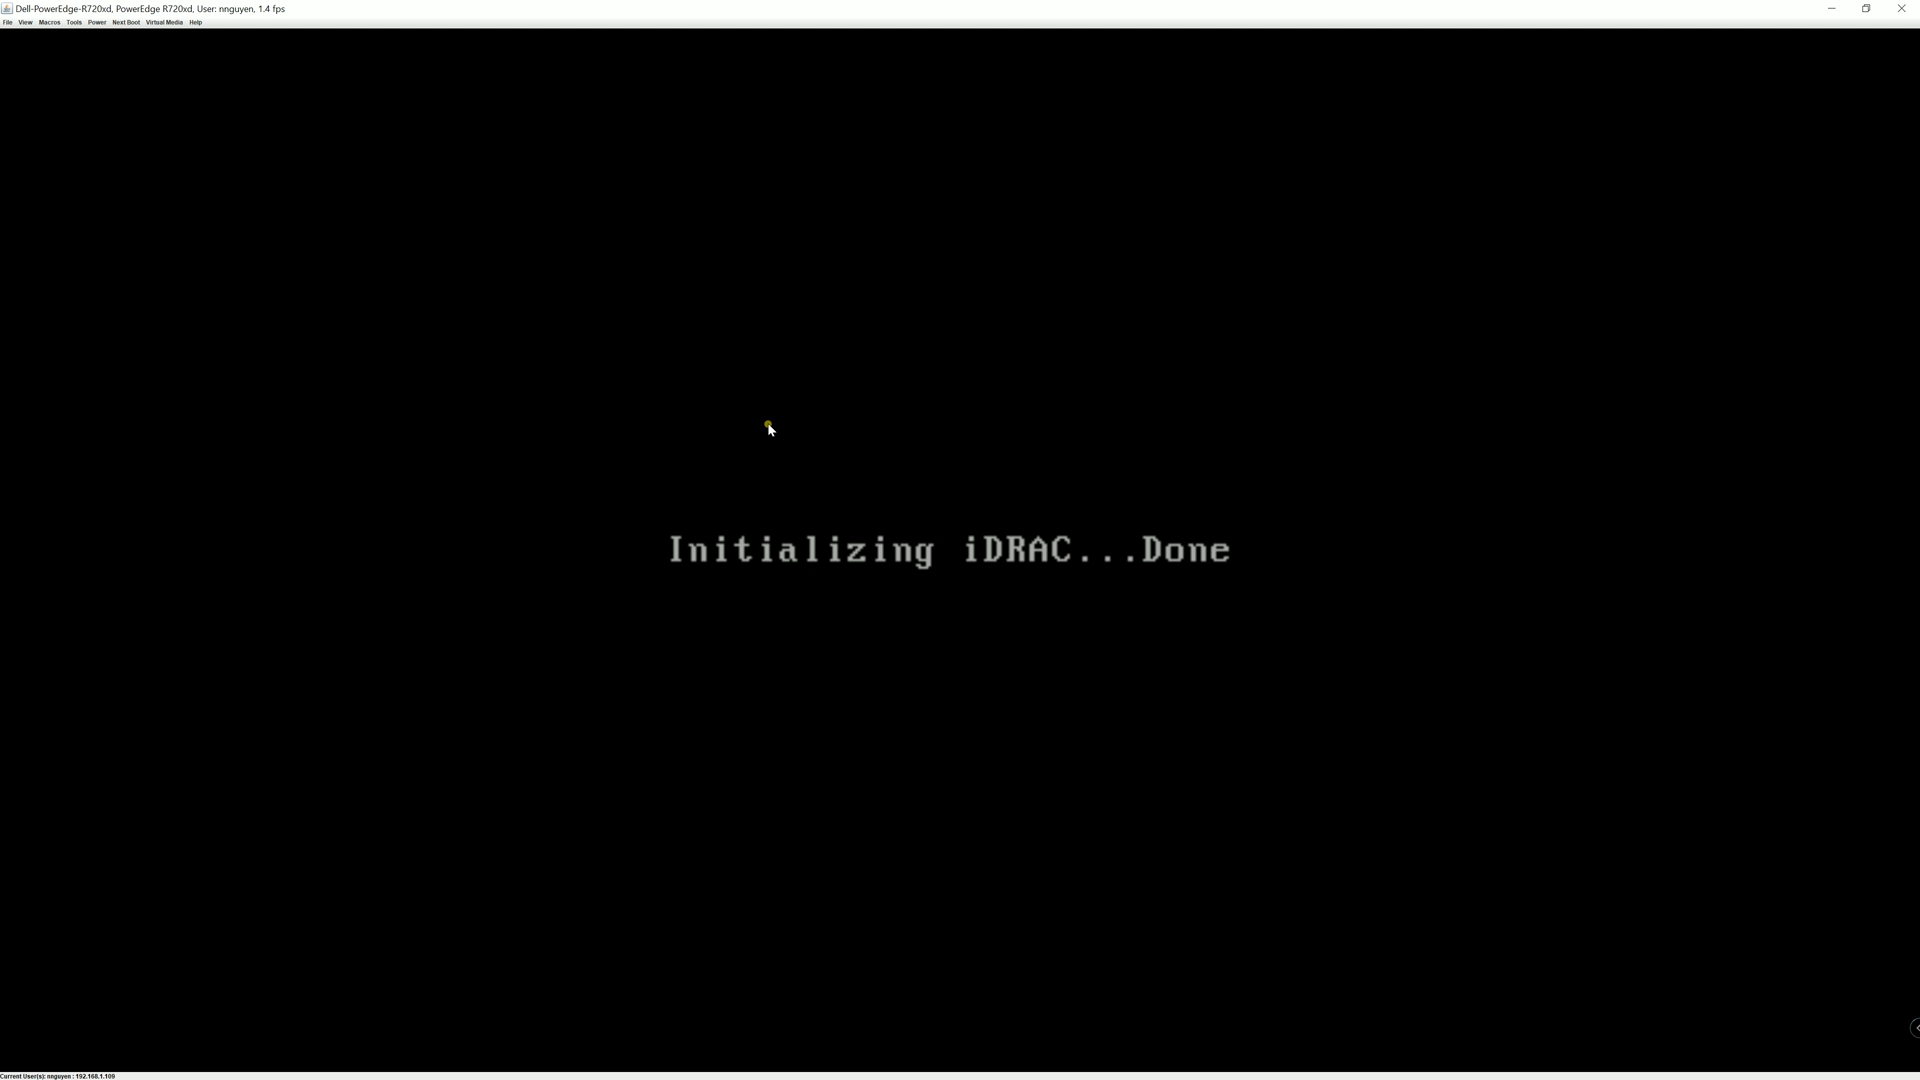 Dell-PowerEdge-R720xd, PowerEdge R720xd, User: nnguyen, 1.4 fps
File View Macros Tools Power Next Boot Virtual Media Help
Initializing iDRAC...Done
Current User(s): nnguyen : 192.168.1.109